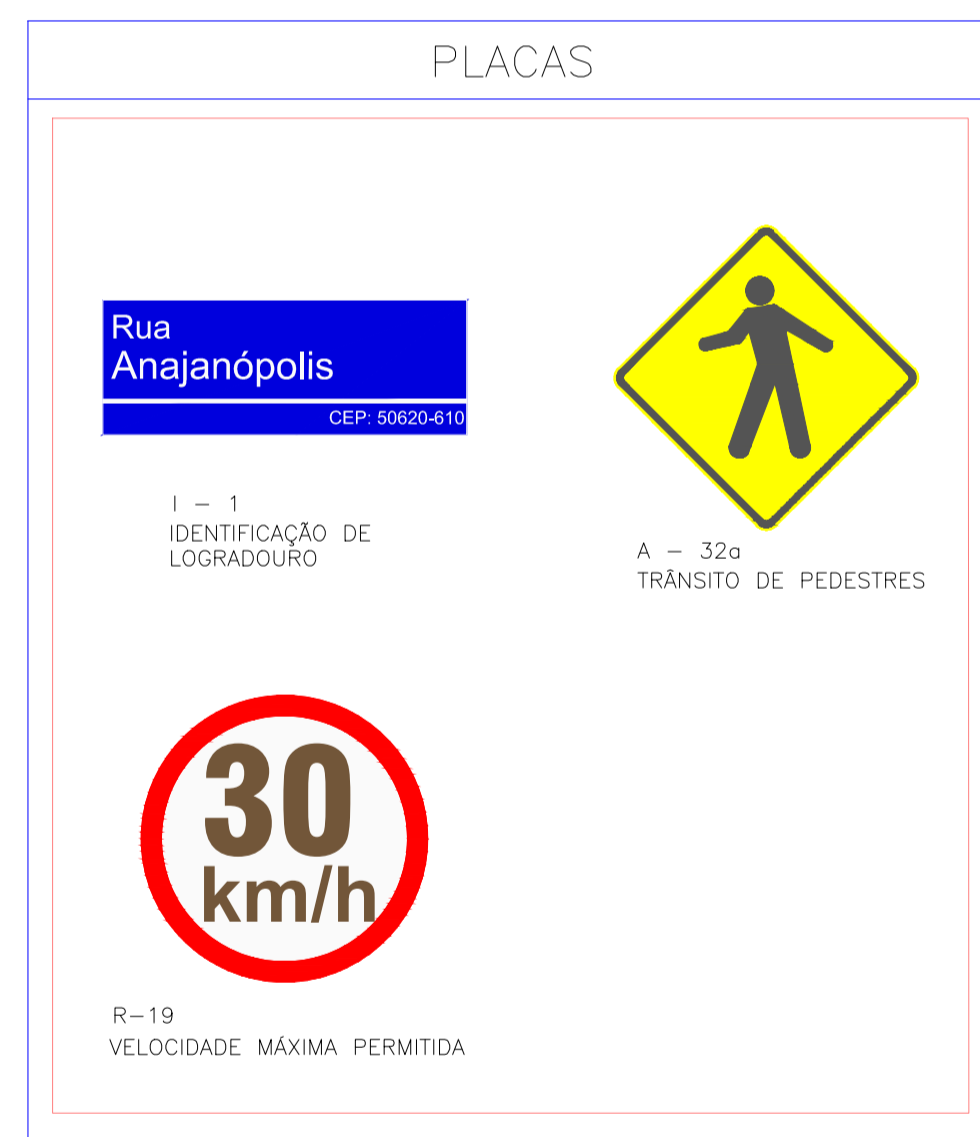 PLACAS
Rua
Anajanópolis
CEP: 50620-610
I - 1
IDENTIFICAÇÃO DE
LOGRADOURO
A - 32a
TRÂNSITO DE PEDESTRES
30
km/h
R-19
VELOCIDADE MÁXIMA PERMITIDA